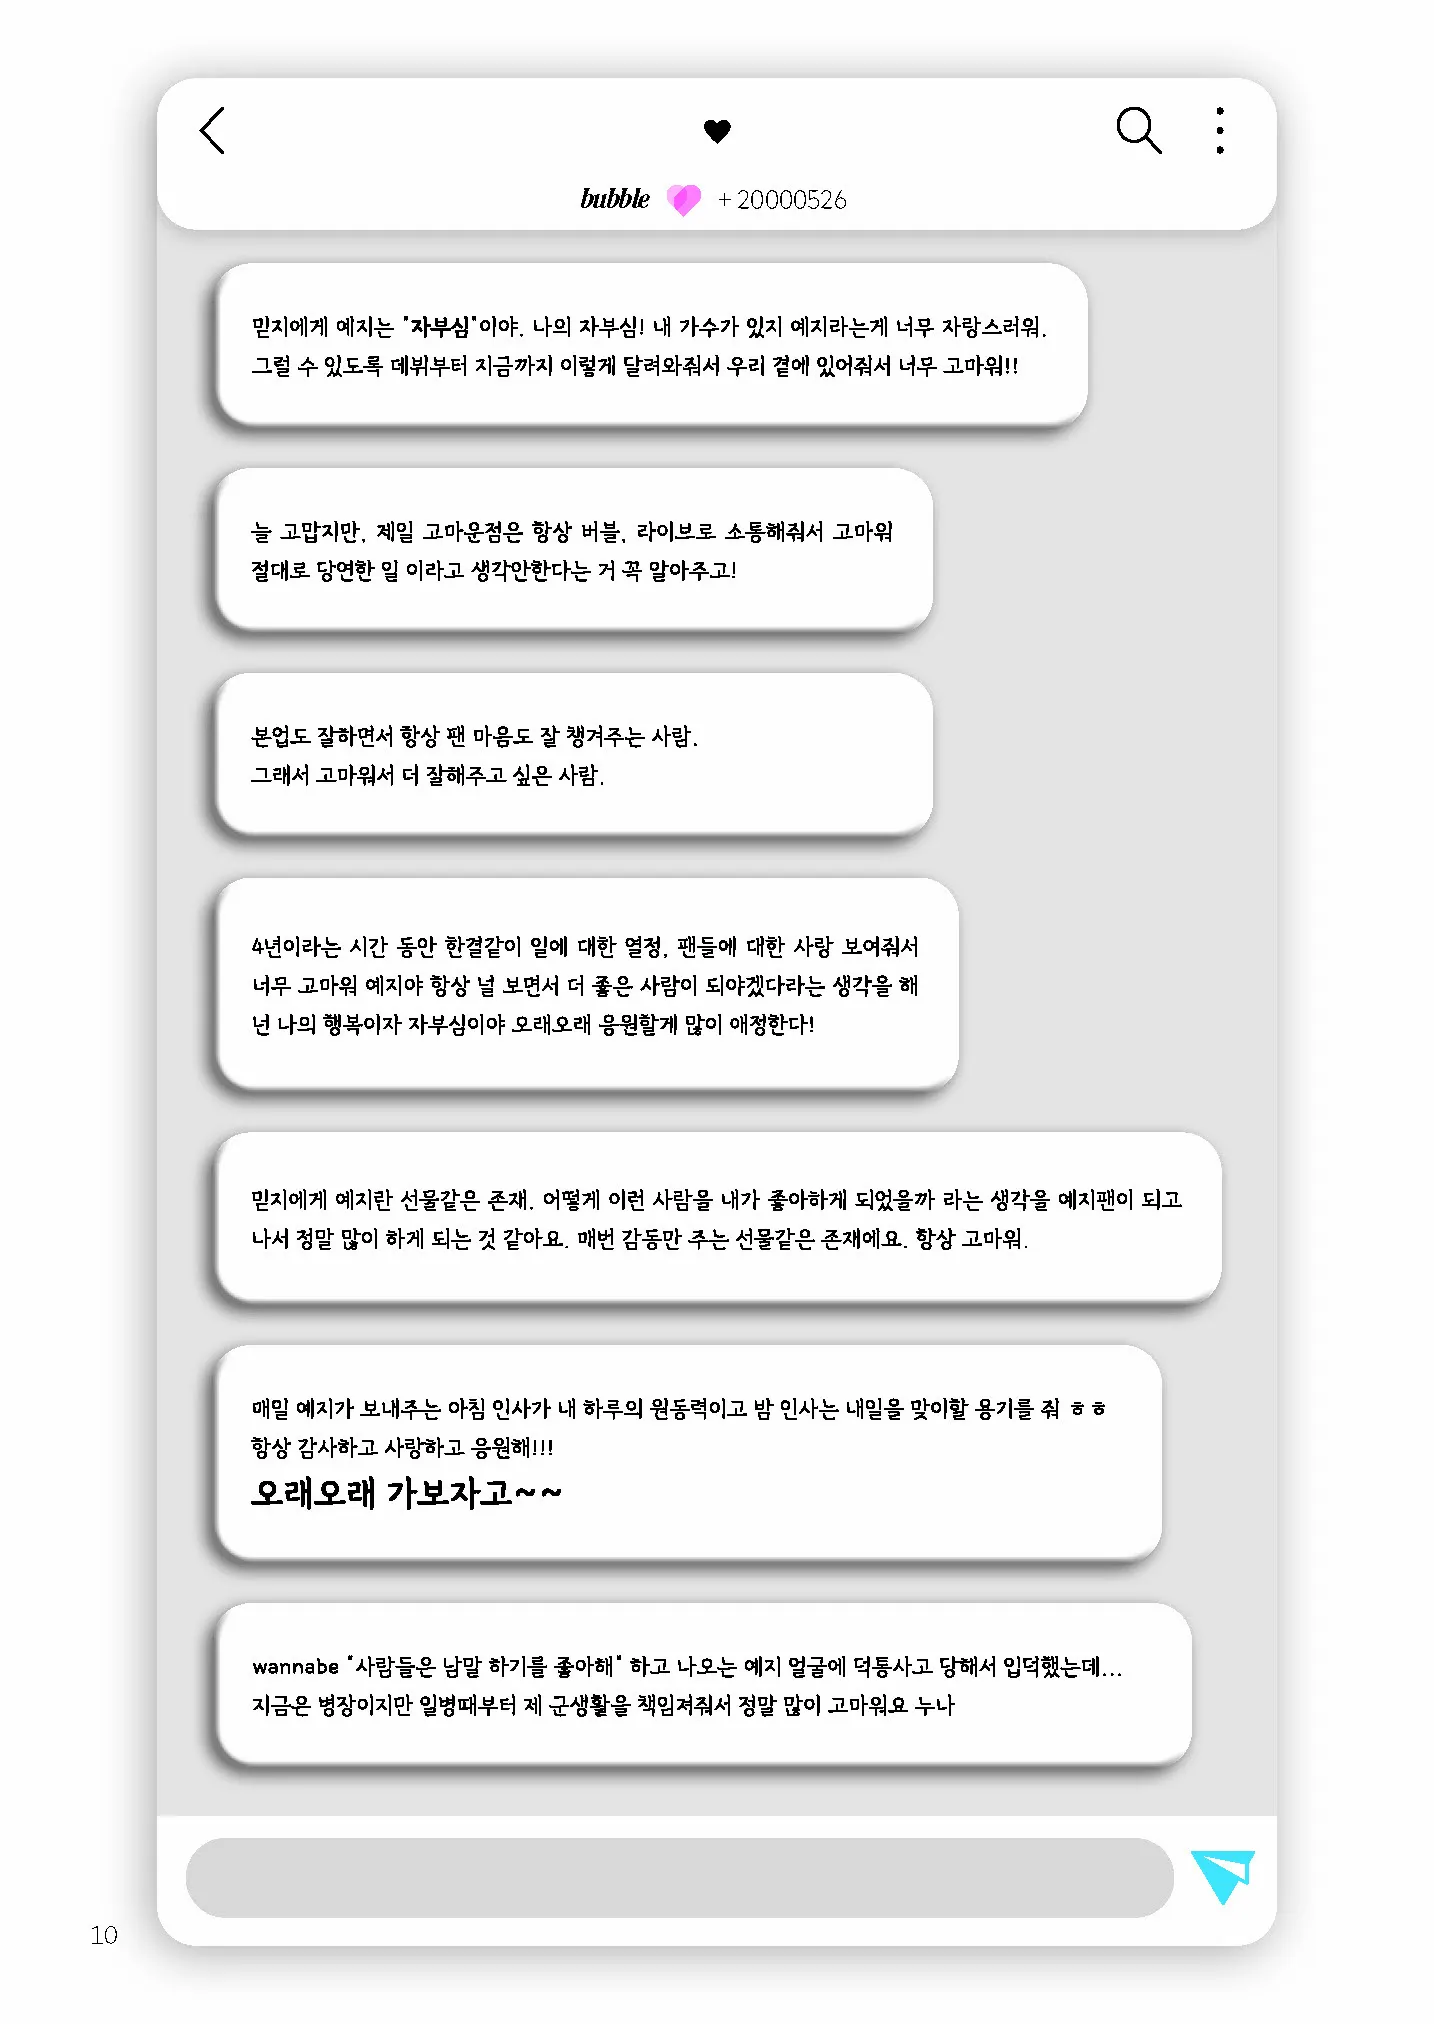 bubble + 20000526
믿지에게 예지는 "자부심"이야. 나의 자부심! 내 가수가 있지 예지라는게 너무 자랑스러워.
그럴 수 있도록 데뷔부터 지금까지 이렇게 달려와줘서 우리 곁에 있어줘서 너무 고마워!!
늘 고맙지만, 제일 고마운점은 항상 버블, 라이브로 소통해줘서 고마워
절대로 당연한 일 이라고 생각안한다는 거 꼭 알아주고!
본업도 잘하면서 항상 팬 마음도 잘 챙겨주는 사람.
그래서 고마워서 더 잘해주고 싶은 사람.
4년이라는 시간 동안 한결같이 일에 대한 열정, 팬들에 대한 사랑 보여줘서
너무 고마워 예지야 항상 널 보면서 더 좋은 사람이 되야겠다라는 생각을 해
넌 나의 행복이자 자부심이야 오래오래 응원할게 많이 애정한다!
믿지에게 예지란 선물같은 존재. 어떻게 이런 사람을 내가 좋아하게 되었을까 라는 생각을 예지팬이 되고
나서 정말 많이 하게 되는 것 같아요. 매번 감동만 주는 선물같은 존재에요. 항상 고마워.
매일 예지가 보내주는 아침 인사가 내 하루의 원동력이고 밤 인사는 내일을 맞이할 용기를 줘 ㅎㅎ
항상 감사하고 사랑하고 응원해!!!
오래오래 가보자고~~
wannabe "사람들은 남말 하기를 좋아해" 하고 나오는 예지 얼굴에 덕통사고 당해서 입덕했는데...
지금은 병장이지만 일병때부터 제 군생활을 책임져줘서 정말 많이 고마워요 누나
10